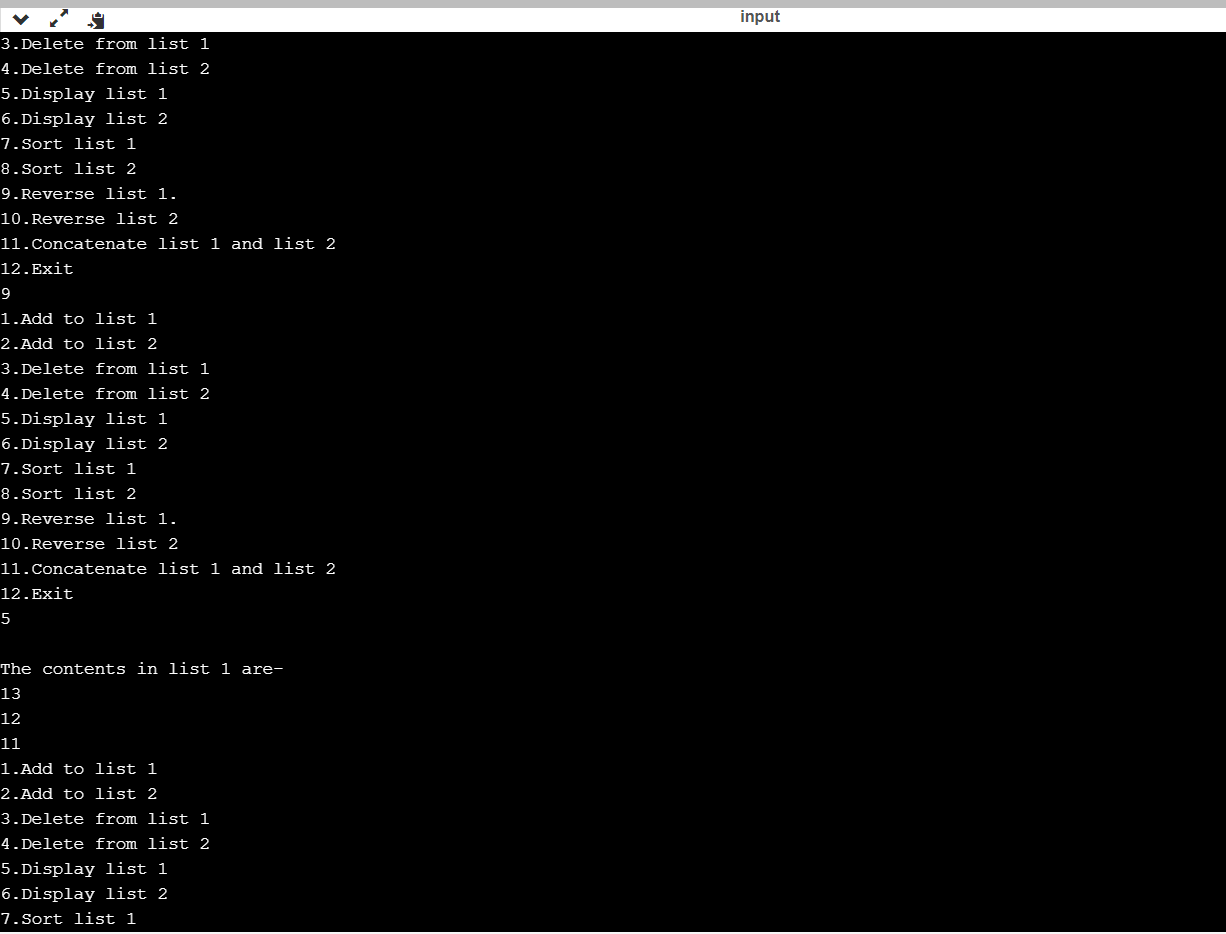 input
3.Delete from list 1
4.Delete from list 2
5.Display list 1
6.Display list 2
7.Sort list 1
8.Sort list 2
9.Reverse list 1.
10.Reverse list 2
11.Concatenate list 1 and list 2
12.Exit
9
1.Add to list 1
2.Add to list 2
3.Delete from list 1
4.Delete from list 2
5.Display list 1
6.Display list 2
7.Sort list 1
8.Sort list 2
9.Reverse list 1.
10.Reverse list 2
11.Concatenate list 1 and list 2
12.Exit
5
The contents in list 1 are-
13
12
11
1.Add to list 1
2.Add to list 2
3.Delete from list 1
4.Delete from list 2
5.Display list 1
6.Display list 2
7.Sort list 1